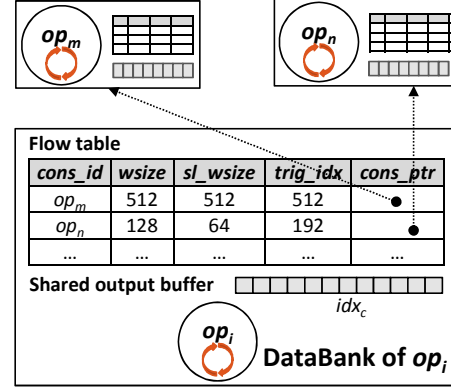 op_m
op_n
Flow table
cons_id wsize sl_wsize trig_idx cons_ptr
op_m 512 512 512
op_n 128 64 192
... ... ... ... ...
Shared output buffer
idx_c
op_i
DataBank of op_i